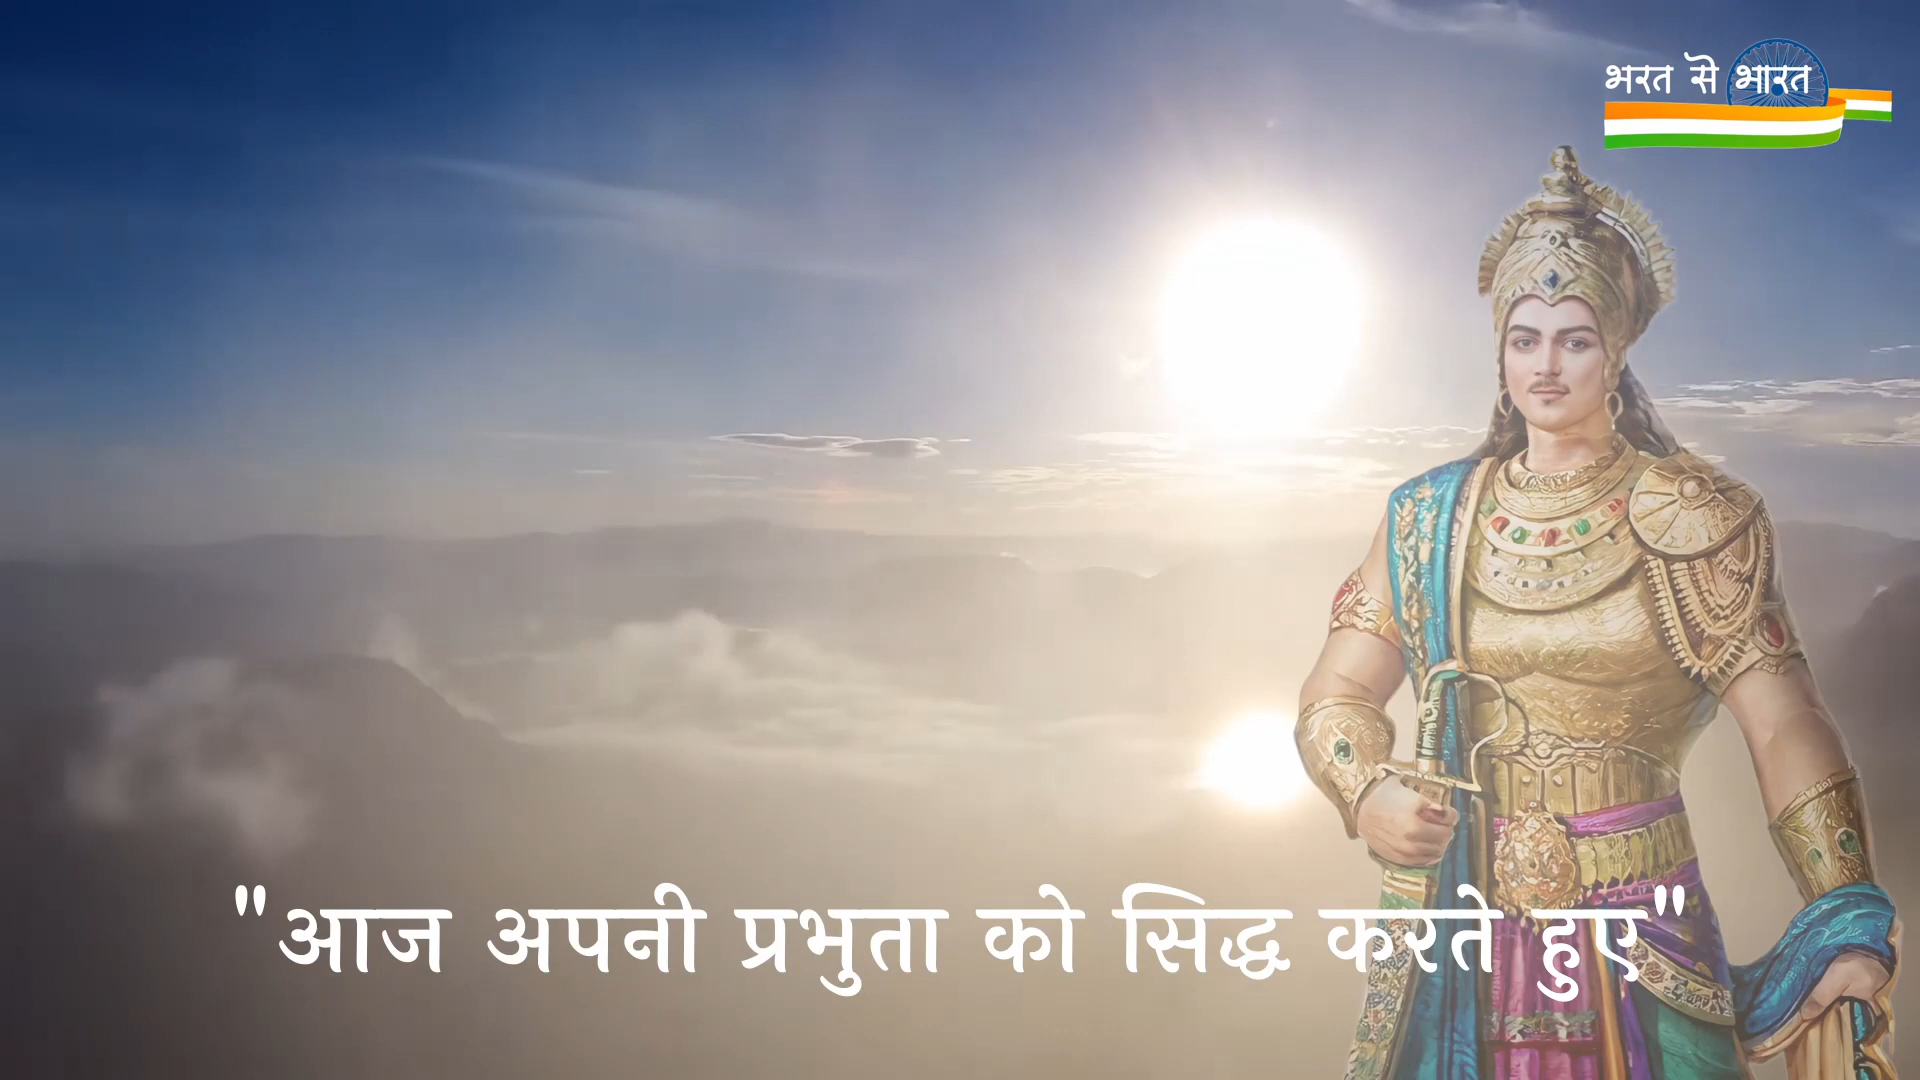 भरत से भारत
"आज अपनी प्रभुता को सिद्ध करते हुए"